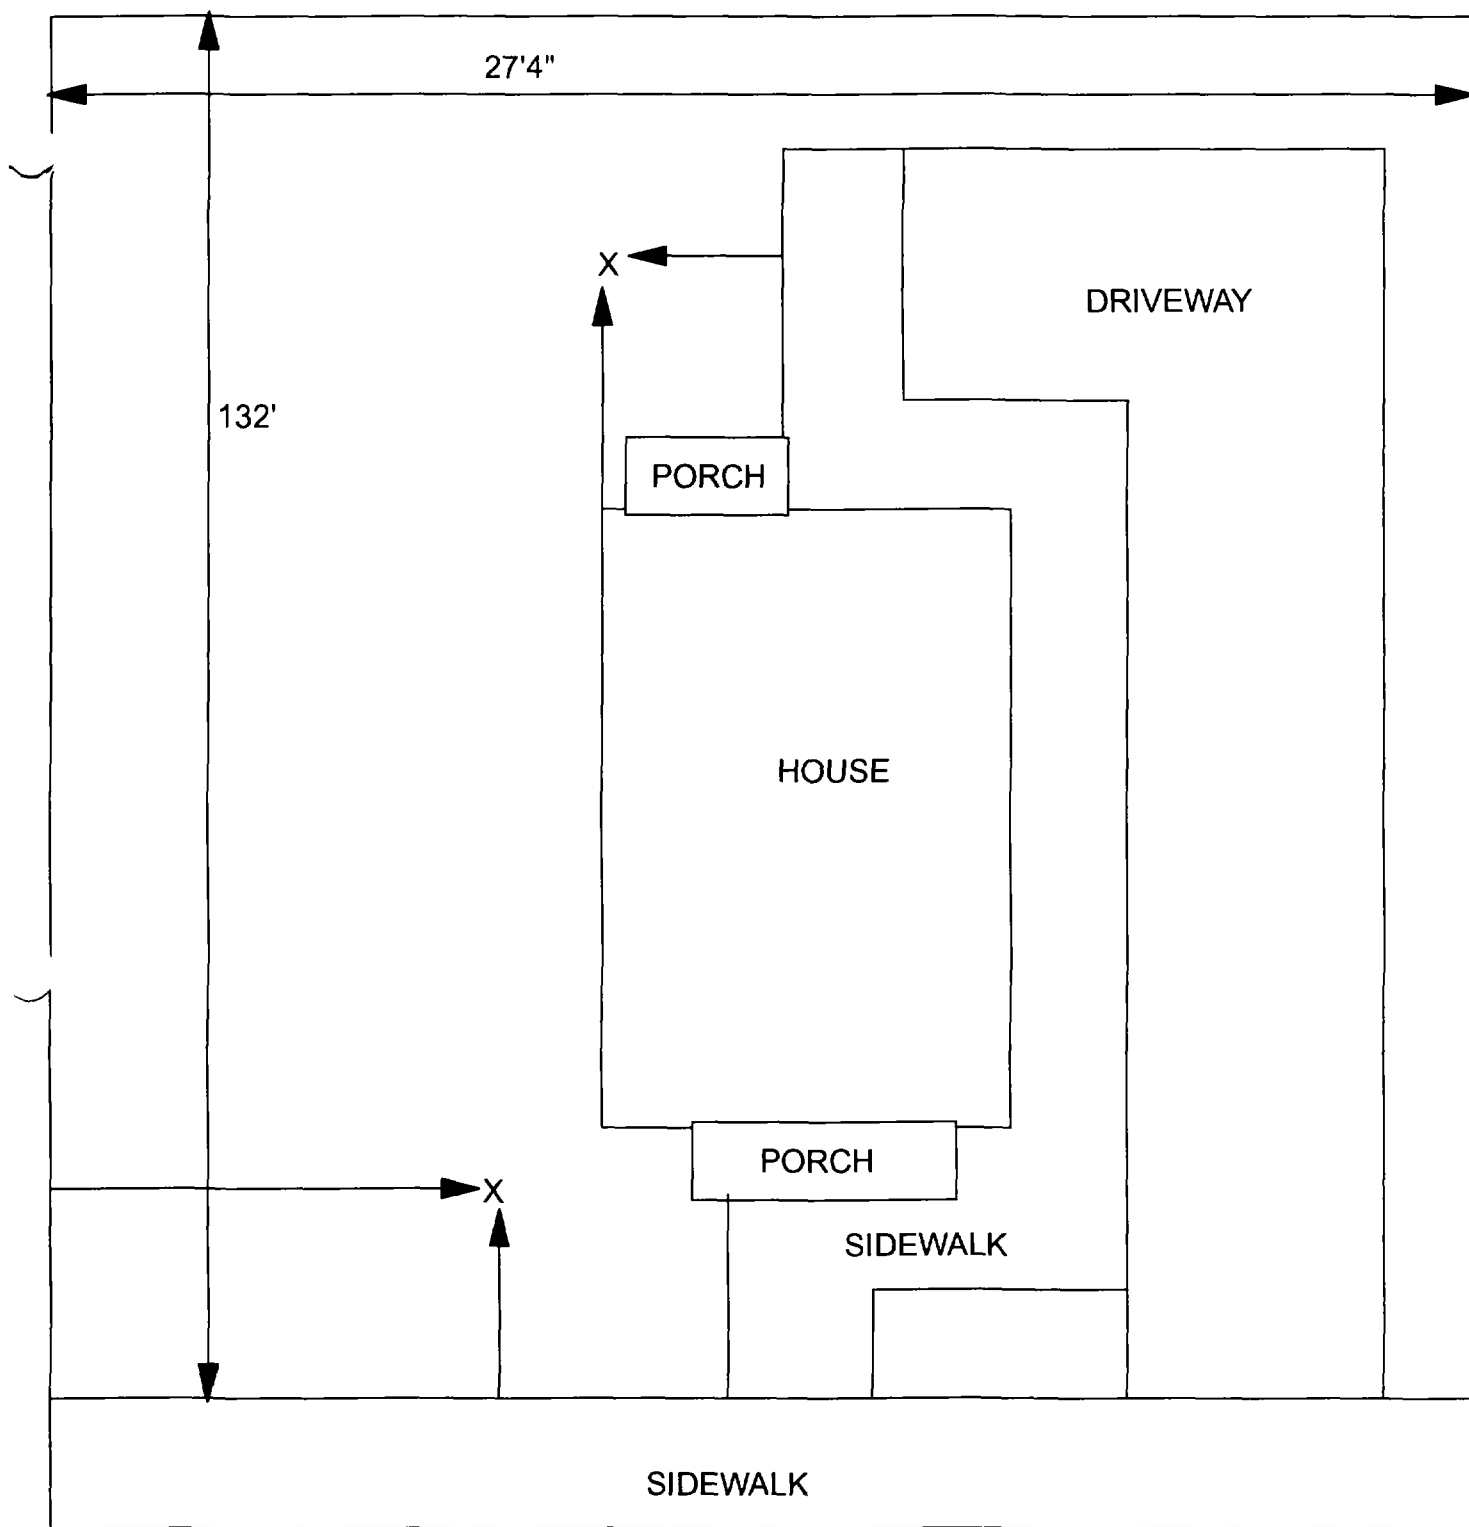 27'4"
X
DRIVEWAY
132'
PORCH
HOUSE
PORCH
X
SIDEWALK
SIDEWALK